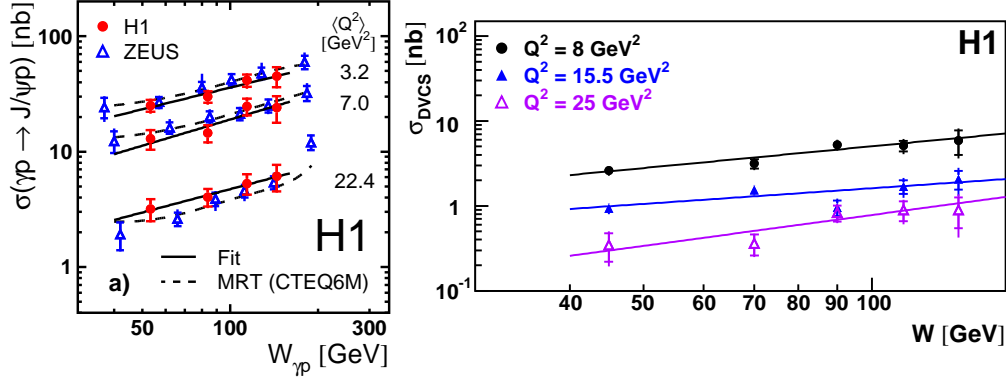 σ(γp → J/ψp) [nb]
H1
ZEUS
⟨Q²⟩
[GeV²]
3.2
7.0
22.4
10²
10
1
H1
Fit
a)
MRT (CTEQ6M)
50
100
300
W_γp [GeV]
σ_DVCS [nb]
Q² = 8 GeV²
H1
Q² = 15.5 GeV²
Q² = 25 GeV²
10²
10
1
10⁻¹
40
50
60
70
80
90
100
W [GeV]